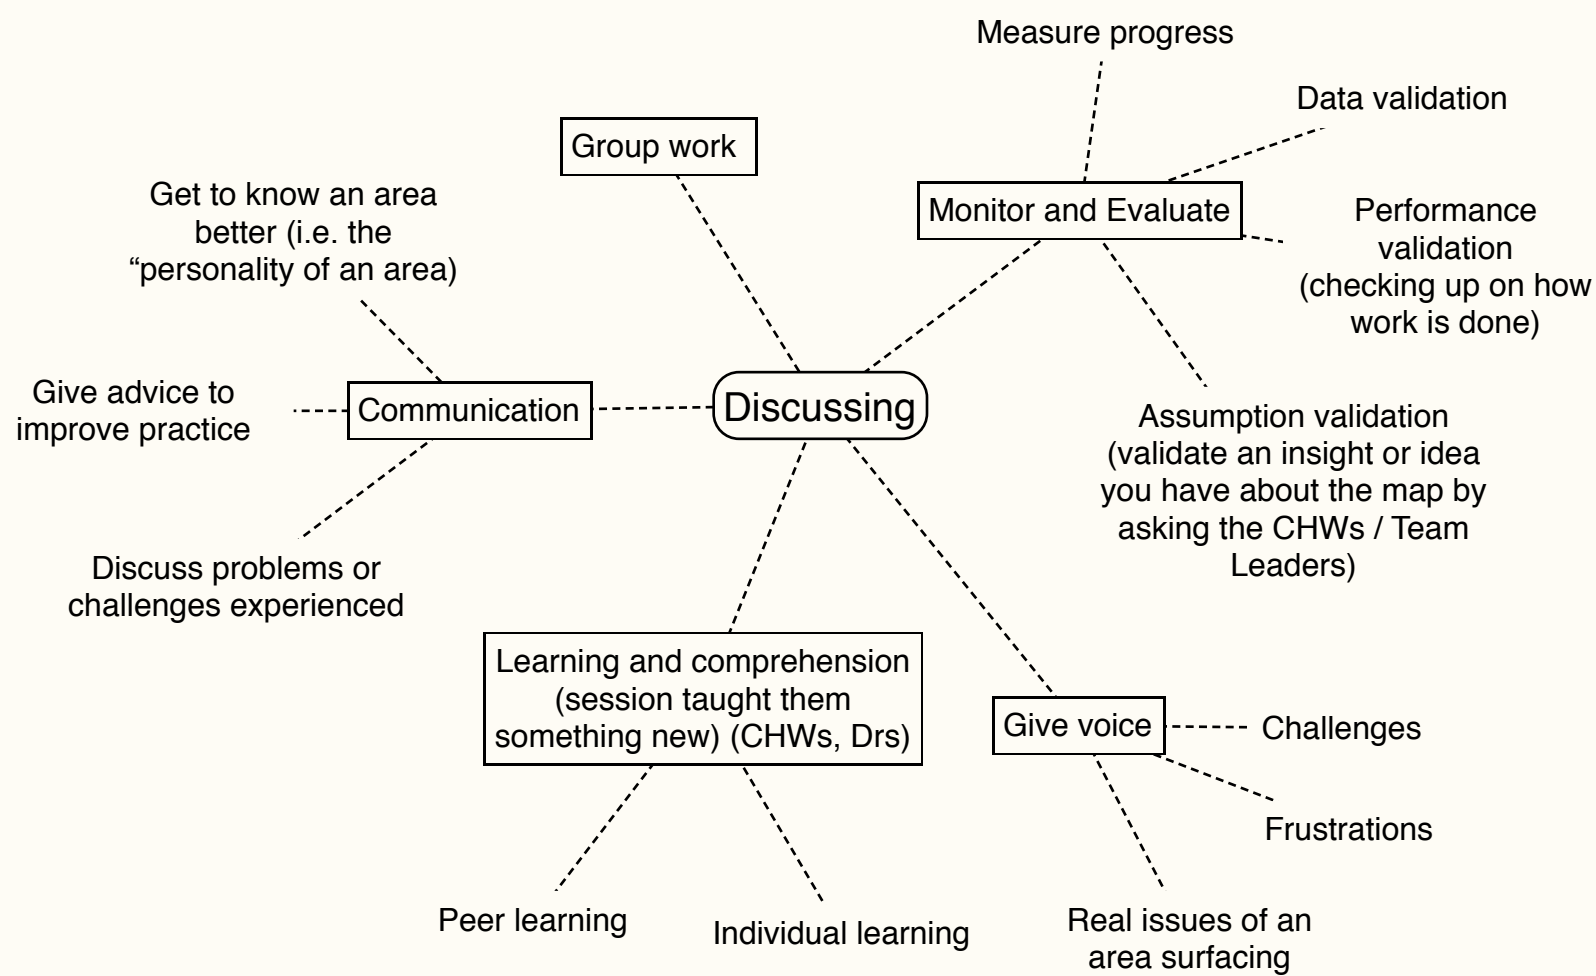 Measure progress
Data validation
Group work
Monitor and Evaluate
Performance
validation
(checking up on how
work is done)
Get to know an area
better (i.e. the
“personality of an area)
Give advice to
improve practice
Communication
Discussing
Assumption validation
(validate an insight or idea
you have about the map by
asking the CHWs / Team
Leaders)
Discuss problems or
challenges experienced
Learning and comprehension
(session taught them
something new) (CHWs, Drs)
Give voice
Challenges
Frustrations
Peer learning
Individual learning
Real issues of an
area surfacing